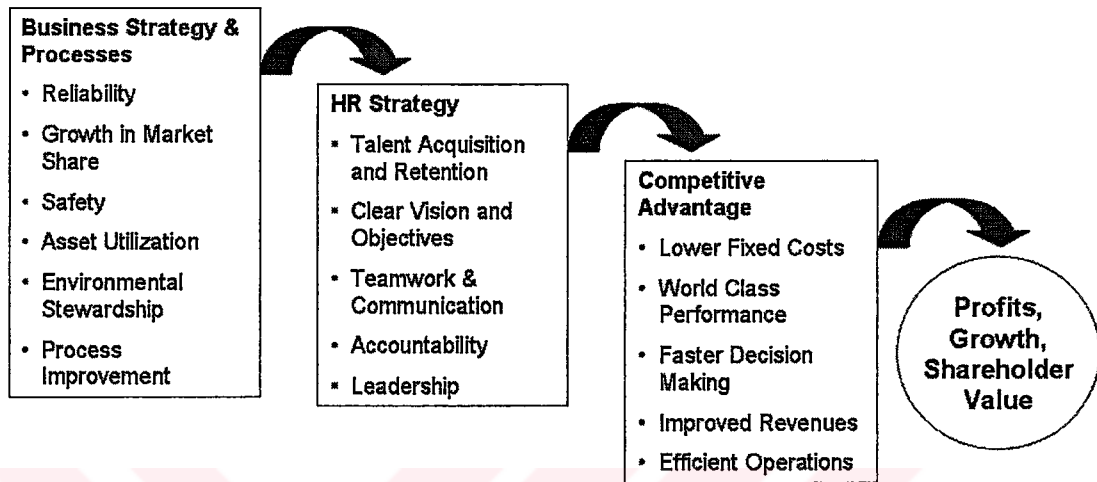 Business Strategy &
Processes
• Reliability
• Growth in Market
Share
• Safety
• Asset Utilization
• Environmental
Stewardship
• Process
Improvement
HR Strategy
• Talent Acquisition
and Retention
• Clear Vision and
Objectives
• Teamwork &
Communication
• Accountability
• Leadership
Competitive
Advantage
• Lower Fixed Costs
• World Class
Performance
• Faster Decision
Making
• Improved Revenues
• Efficient Operations
Profits,
Growth,
Shareholder
Value